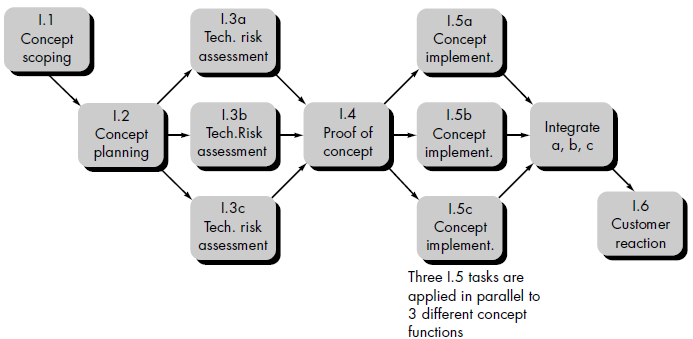 I.1
Concept
scoping
I.2
Concept
planning
I.3a
Tech. risk
assessment
I.3b
Tech.Risk
assessment
I.3c
Tech. risk
assessment
I.4
Proof of
concept
I.5a
Concept
implement.
I.5b
Concept
implement.
I.5c
Concept
implement.
Three I.5 tasks are
applied in parallel to
3 different concept
functions
Integrate
a, b, c
I.6
Customer
reaction